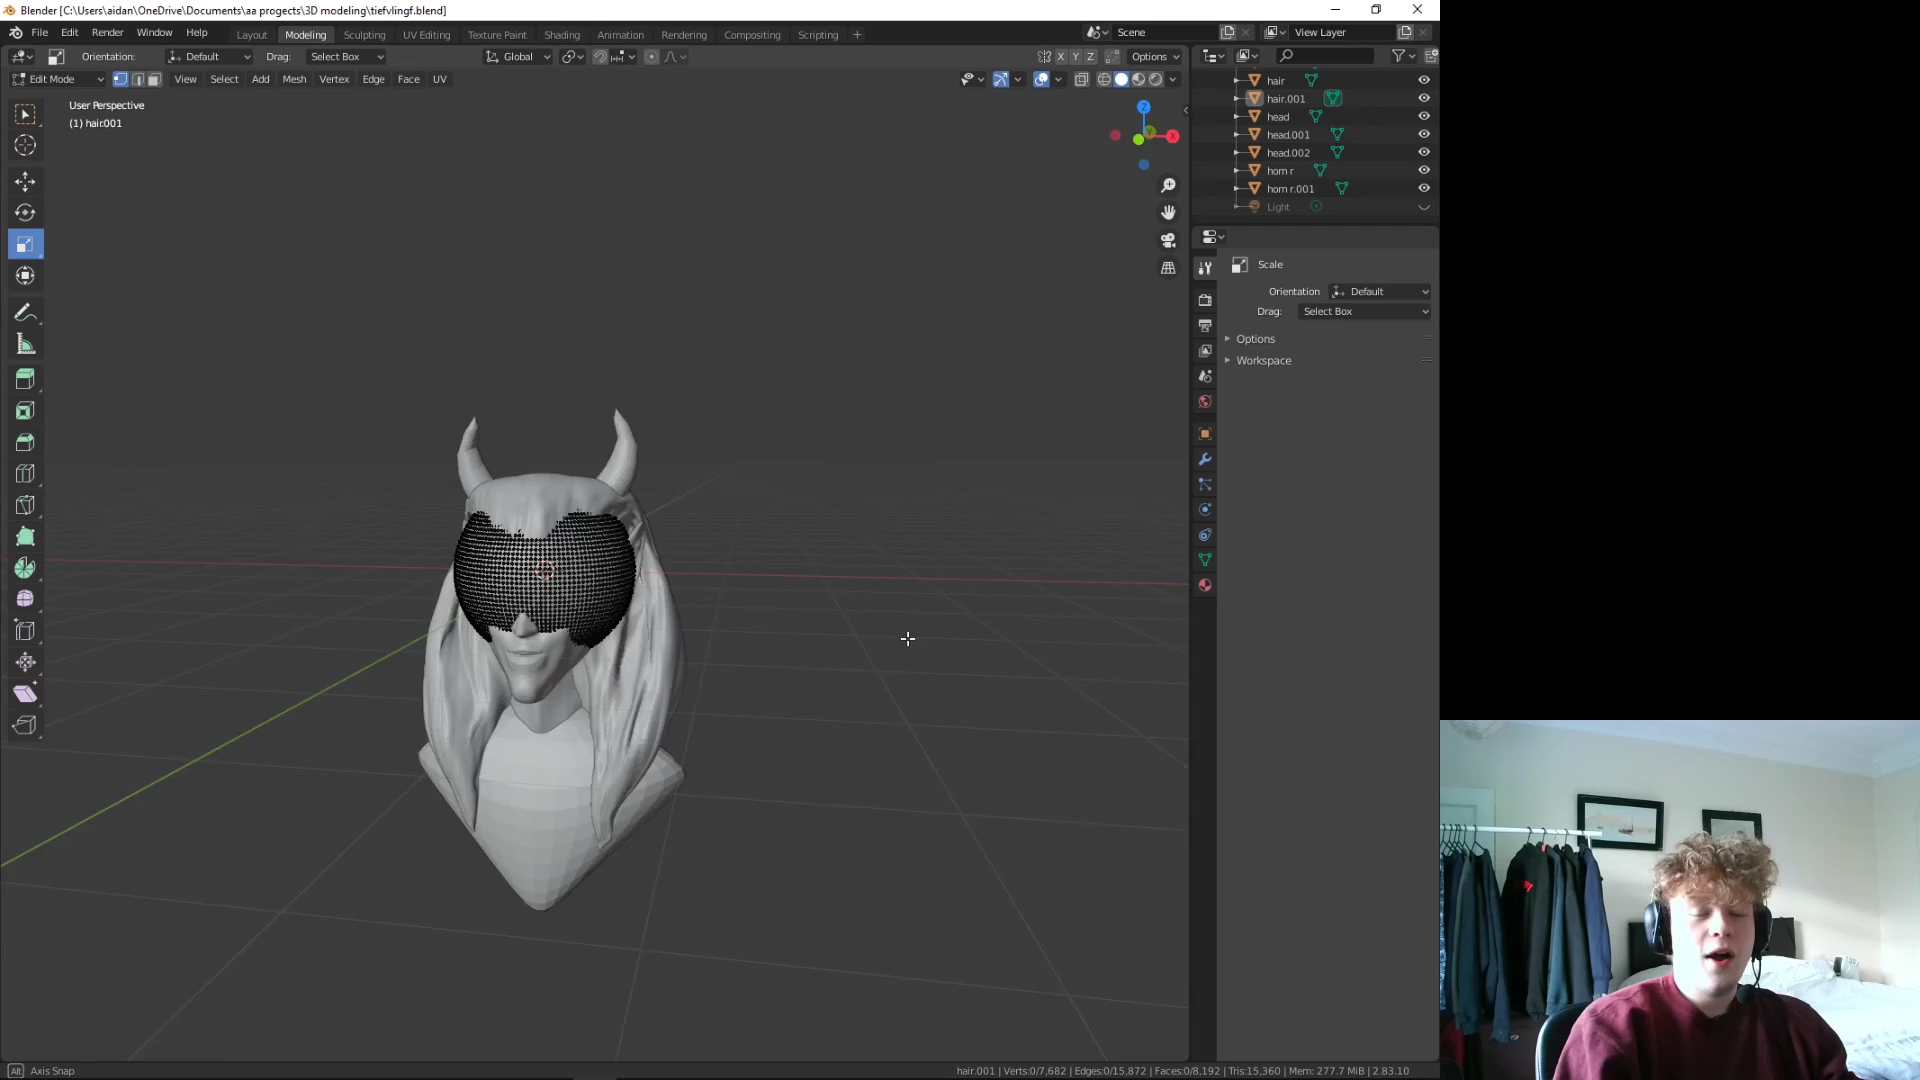 Blender [C:\Users\aidan\OneDrive\Documents\aa progects\3D modeling\tiefvlingf.blend]
File Edit Render Window Help
Layout Modeling Sculpting UV Editing Texture Paint Shading Animation Rendering Compositing Scripting +
Scene
View Layer
Orientation: Default Drag: Select Box
Global
X Y Z Options
Edit Mode View Select Add Mesh Vertex Edge Face UV
User Perspective
(1) hair.001
Z
Y
X
hair
hair.001
head
head.001
head.002
horn r
horn r.001
Light
Scale
Orientation Default
Drag: Select Box
Options
Workspace
Alt Axis Snap
hair.001 | Verts:0/7,682 | Edges:0/15,872 | Faces:0/8,192 | Tris:15,360 | Mem: 277.7 MiB | 2.83.10